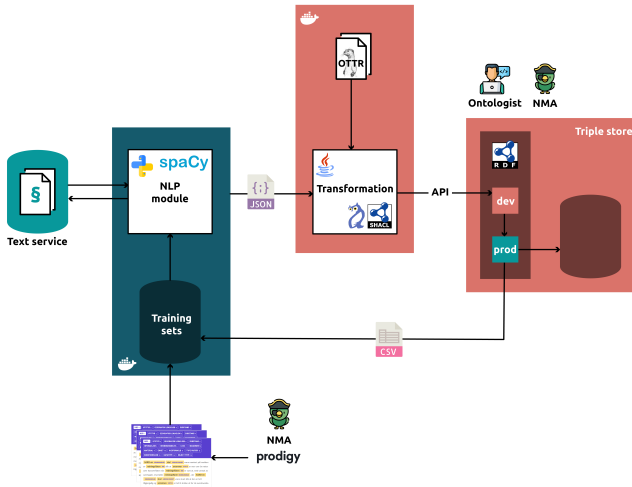 OTTR
Ontologist
NMA
Triple store
spaCy
NLP
module
§
Text service
{;}
JSON
Transformation
SHACL
API
RDF
dev
prod
Training
sets
CSV
NMA
prodigy